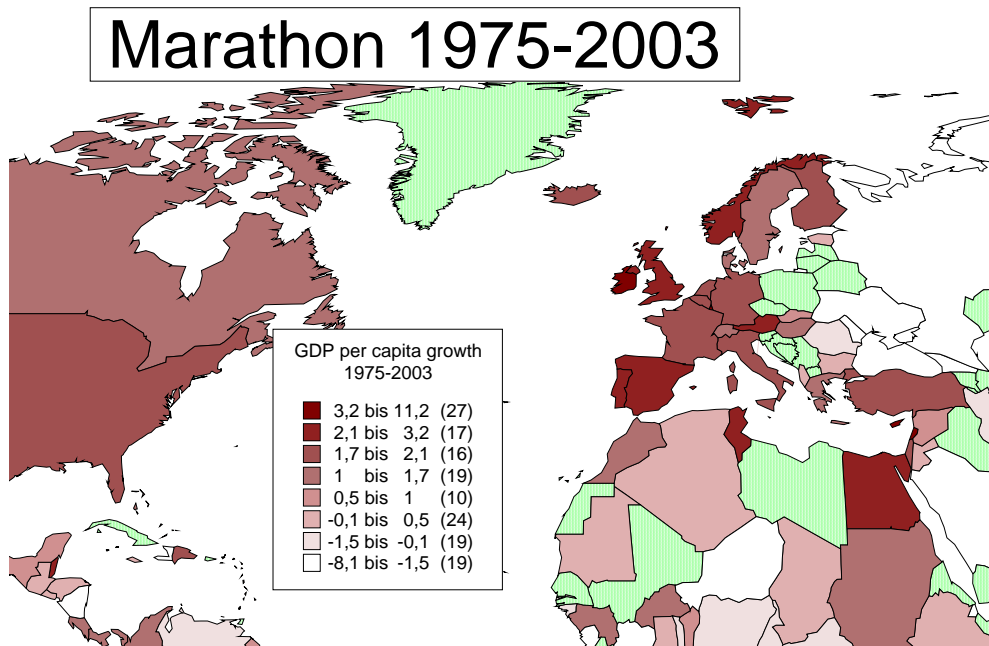 Marathon 1975-2003
GDP per capita growth
1975-2003
3,2 bis 11,2 (27)
2,1 bis 3,2 (17)
1,7 bis 2,1 (16)
1 bis 1,7 (19)
0,5 bis 1 (10)
-0,1 bis 0,5 (24)
-1,5 bis -0,1 (19)
-8,1 bis -1,5 (19)